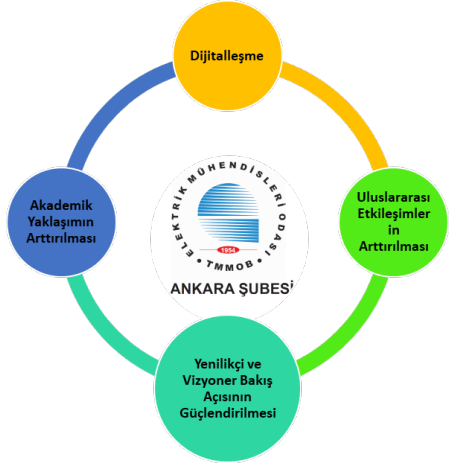 Dijitalleşme
Akademik
Yaklaşımın
Arttırılması
ELEKTRİK MÜHENDİSLERİ ODASI
1954
• TMMOB •
ANKARA ŞUBESİ
Uluslararası
Etkileşimler
in
Arttırılması
Yenilikçi ve
Vizyoner Bakış
Açısının
Güçlendirilmesi